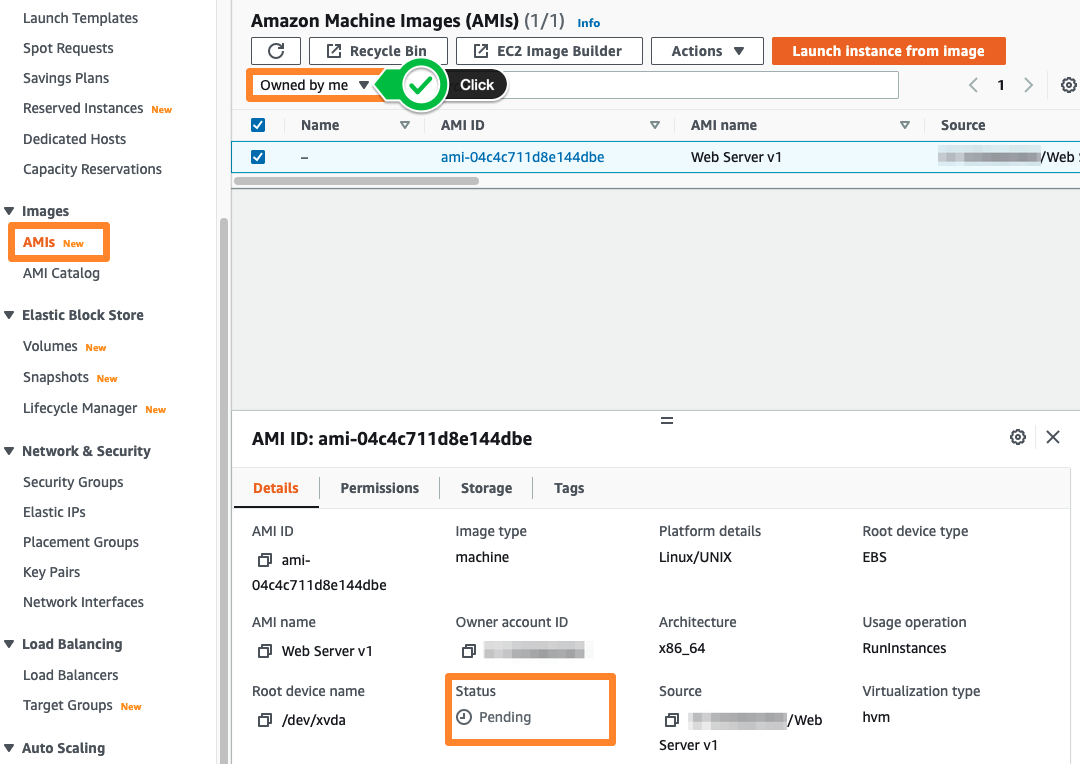 Launch Templates
Spot Requests
Savings Plans
Reserved Instances New
Dedicated Hosts
Capacity Reservations
Images
AMIs New
AMI Catalog
Elastic Block Store
Volumes New
Snapshots New
Lifecycle Manager New
Network & Security
Security Groups
Elastic IPs
Placement Groups
Key Pairs
Network Interfaces
Load Balancing
Load Balancers
Target Groups New
Auto Scaling
Amazon Machine Images (AMIs) (1/1) Info
Recycle Bin EC2 Image Builder Actions Launch instance from image
Owned by me Click 1
Name AMI ID AMI name Source
– ami-04c4c711d8e144dbe Web Server v1 /Web
AMI ID: ami-04c4c711d8e144dbe
Details Permissions Storage Tags
AMI ID
ami-
04c4c711d8e144dbe
Image type
machine
Platform details
Linux/UNIX
Root device type
EBS
AMI name
Web Server v1
Owner account ID
Architecture
x86_64
Usage operation
RunInstances
Root device name
/dev/xvda
Status
Pending
Source
/Web
Server v1
Virtualization type
hvm